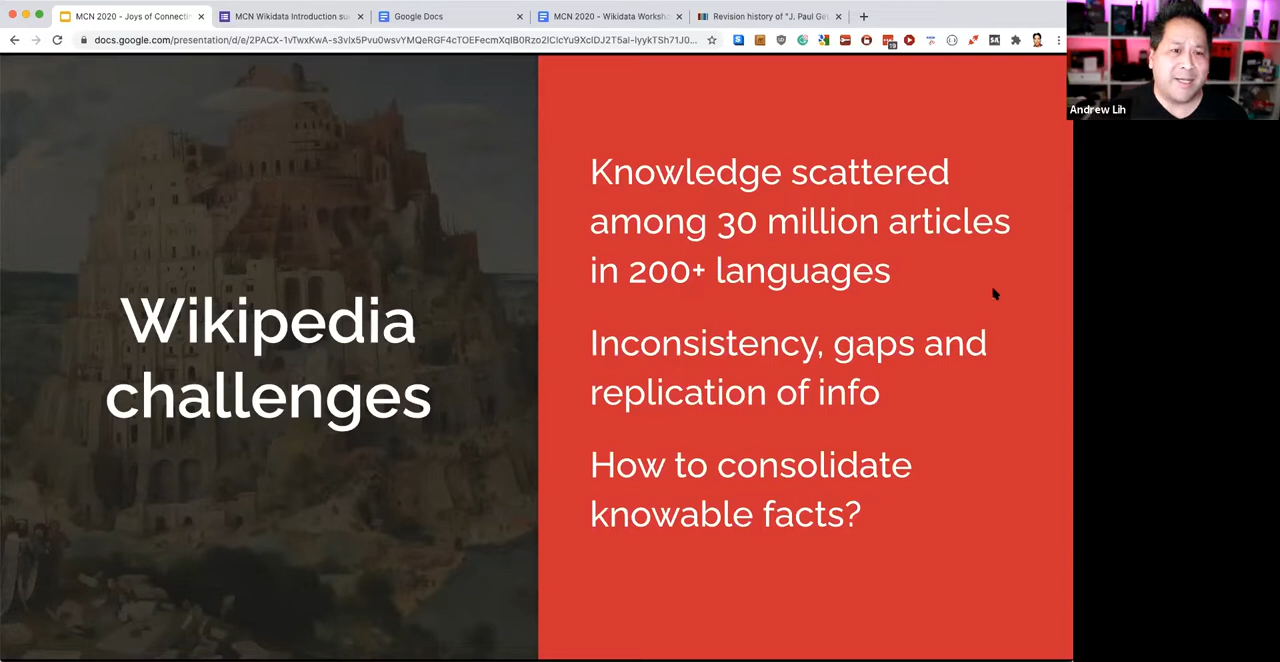 MCN 2020 - Joys of Connectin
MCN Wikidata Introduction su
Google Docs
MCN 2020 - Wikidata Worksh
Revision history of "J. Paul Ge
Andrew Lih
Wikipedia
challenges
Knowledge scattered
among 30 million articles
in 200+ languages
Inconsistency, gaps and
replication of info
How to consolidate
knowable facts?